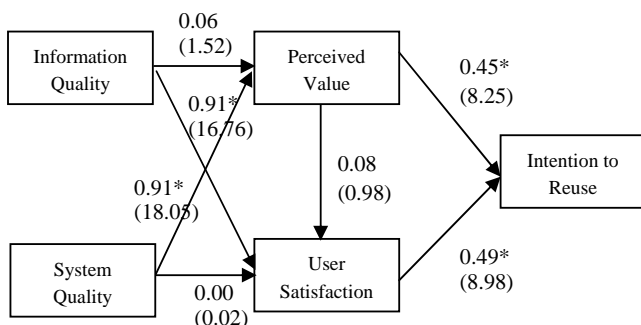 0.06
(1.52)
Information
Quality
Perceived
Value
0.45*
(8.25)
0.91*
(16.76)
0.08
(0.98)
Intention to
Reuse
0.91*
(18.05)
System
Quality
0.00
(0.02)
User
Satisfaction
0.49*
(8.98)